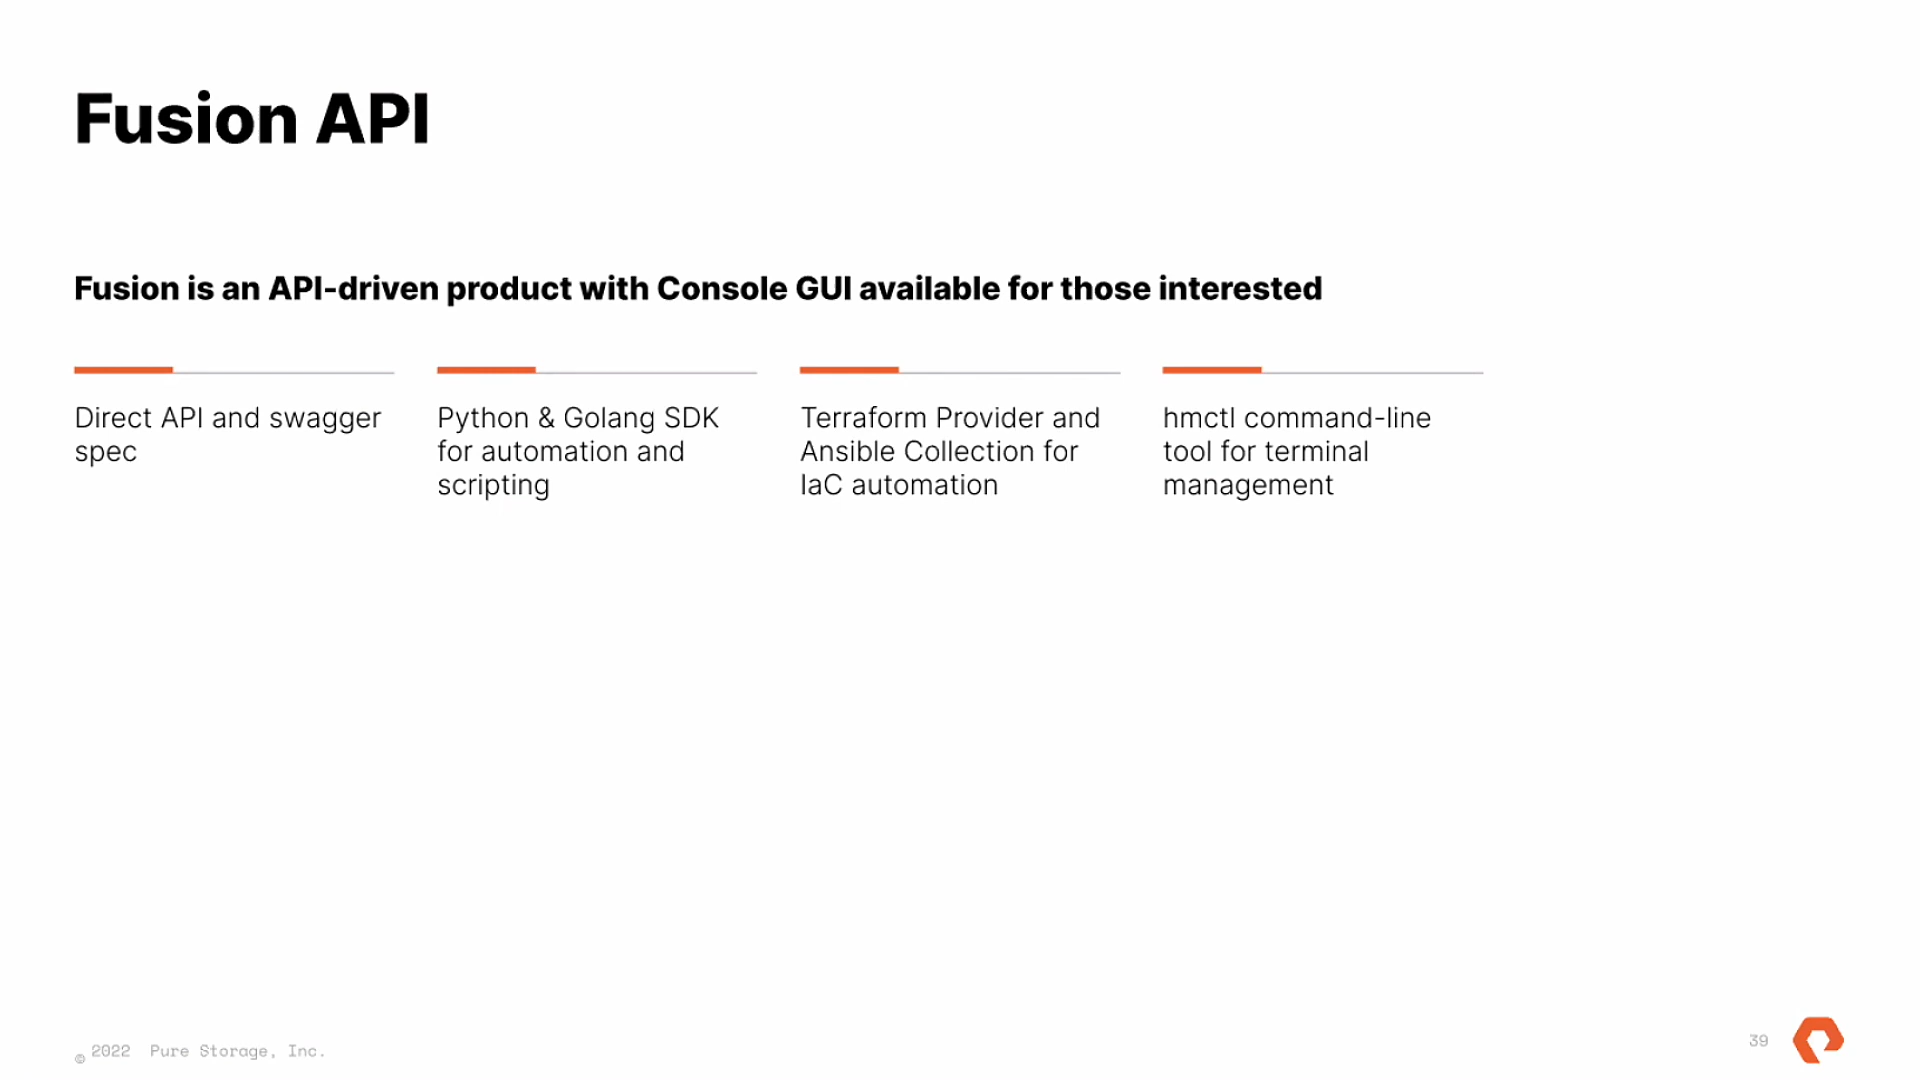 Fusion API
Fusion is an API-driven product with Console GUI available for those interested
Direct API and swagger
spec
Python & Golang SDK
for automation and
scripting
Terraform Provider and
Ansible Collection for
IaC automation
hmctl command-line
tool for terminal
management
© 2022 Pure Storage, Inc.
39